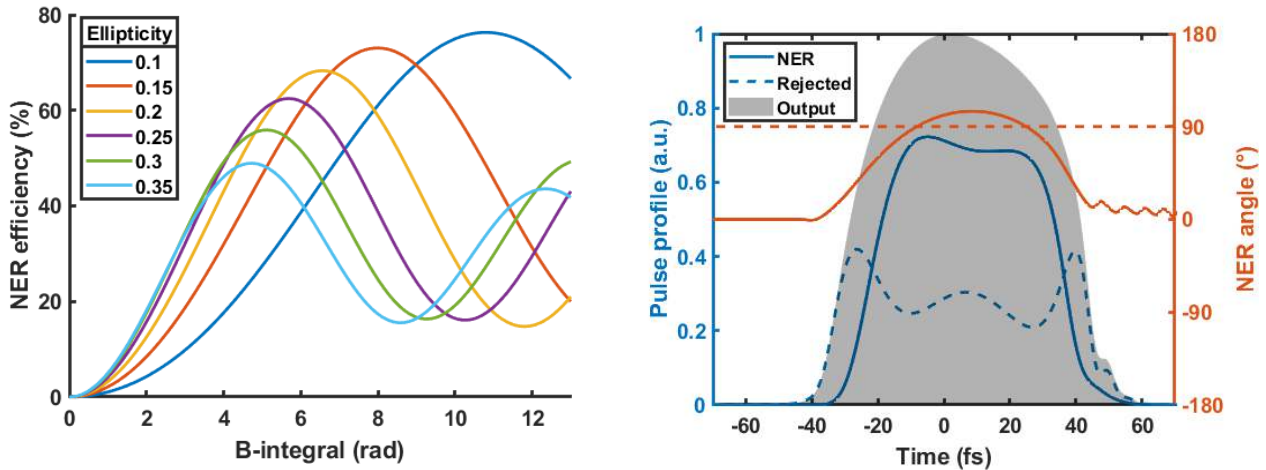 80
60
40
20
0
NER efficiency (%)
Ellipticity
0.1
0.15
0.2
0.25
0.3
0.35
0 2 4 6 8 10 12
B-integral (rad)
1
0.8
0.6
0.4
0.2
0
Pulse profile (a.u.)
NER
Rejected
Output
180
90
0
-90
-180
NER angle (°)
-60 -40 -20 0 20 40 60
Time (fs)